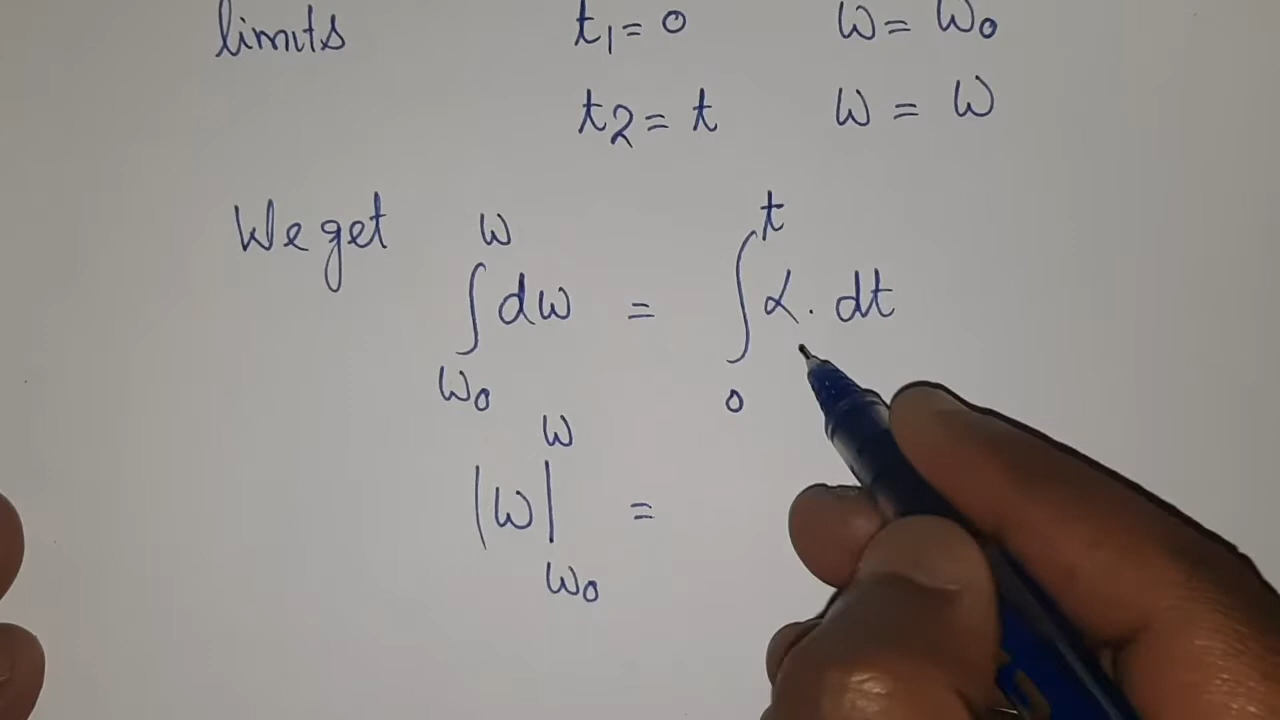 limits t₁ = 0 ω = ω₀
t₂ = t ω = ω
We get ∫_{ω₀}^{ω} dω = ∫_{0}^{t} α . dt
|ω|_{ω₀}^{ω} =